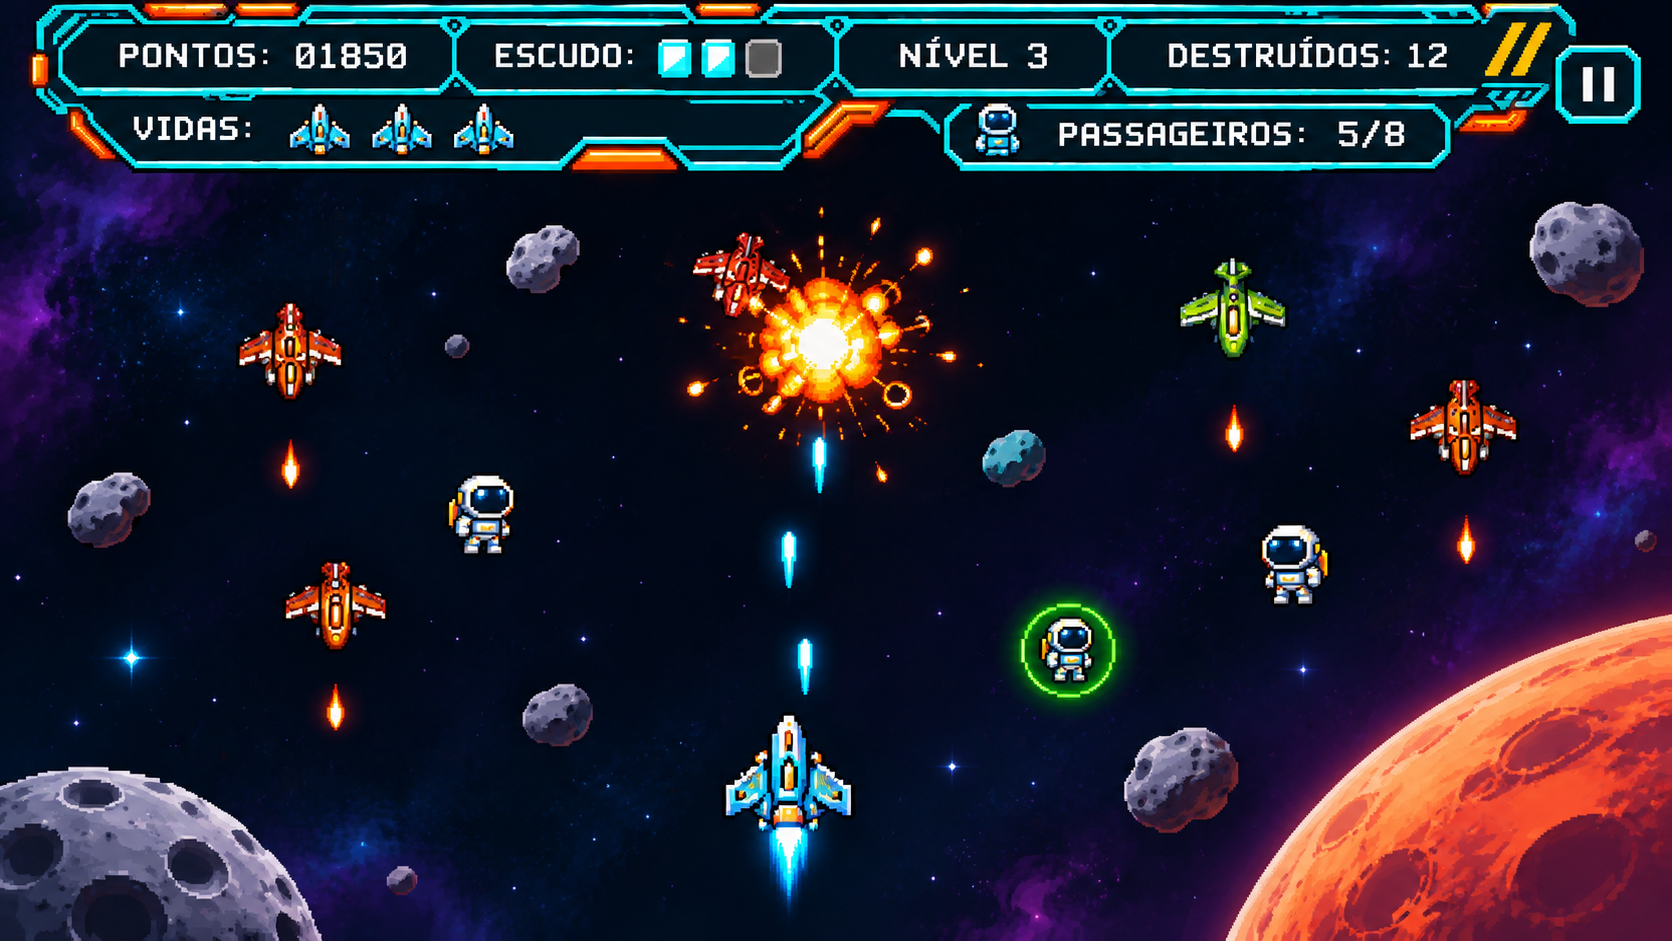 PONTOS: 01850 ESCUDO: NÍVEL 3 DESTRUÍDOS: 12
VIDAS: PASSAGEIROS: 5/8